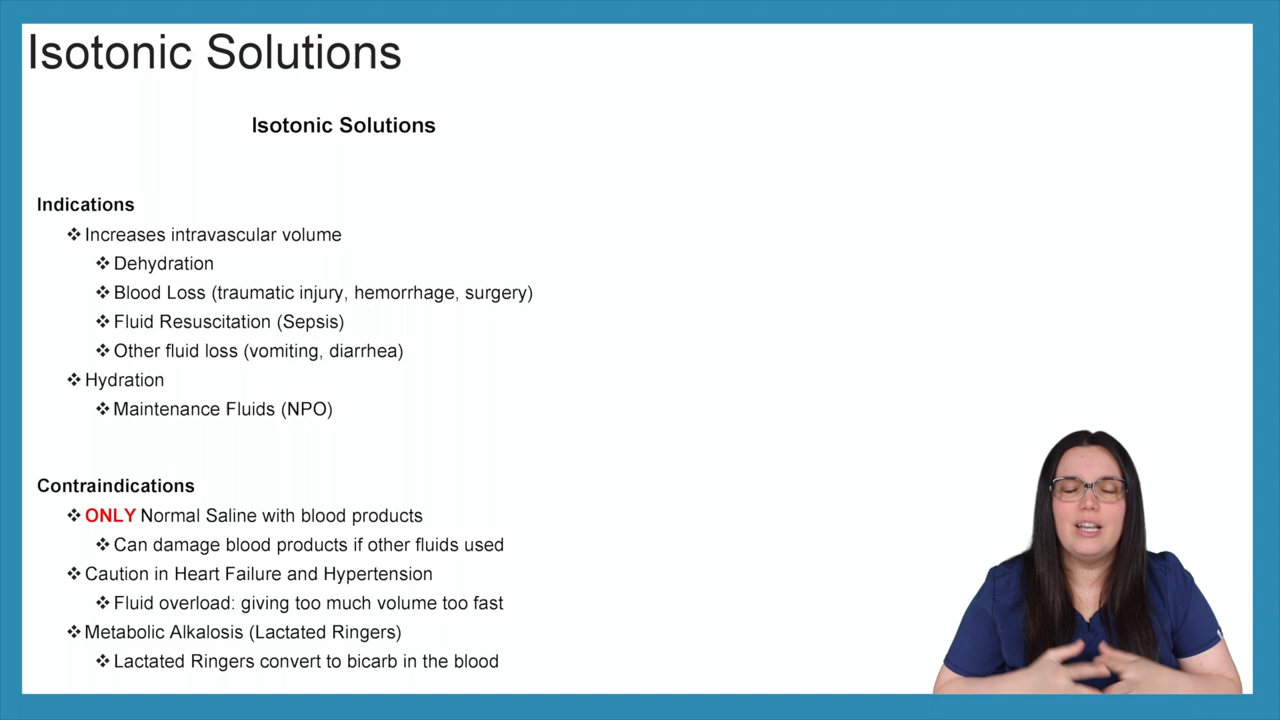 Isotonic Solutions
Isotonic Solutions
Indications
❖ Increases intravascular volume
❖ Dehydration
❖ Blood Loss (traumatic injury, hemorrhage, surgery)
❖ Fluid Resuscitation (Sepsis)
❖ Other fluid loss (vomiting, diarrhea)
❖ Hydration
❖ Maintenance Fluids (NPO)
Contraindications
❖ ONLY Normal Saline with blood products
❖ Can damage blood products if other fluids used
❖ Caution in Heart Failure and Hypertension
❖ Fluid overload: giving too much volume too fast
❖ Metabolic Alkalosis (Lactated Ringers)
❖ Lactated Ringers convert to bicarb in the blood